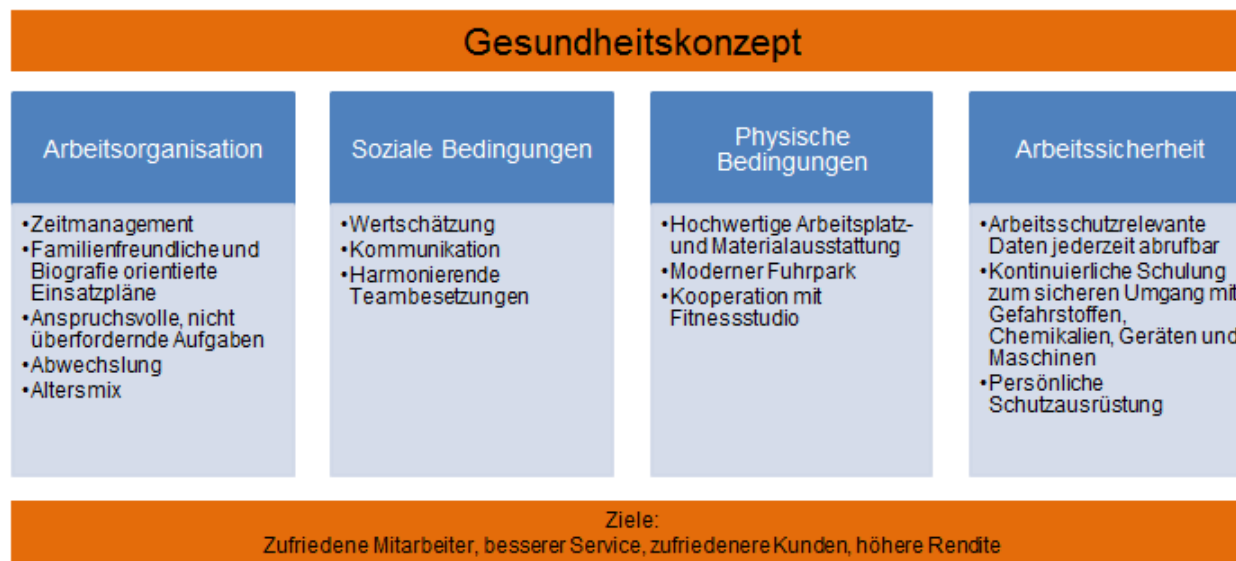 Gesundheitskonzept
Arbeitsorganisation
•Zeitmanagement
•Familienfreundliche und
Biografie orientierte
Einsatzpläne
•Anspruchsvolle, nicht
überfordernde Aufgaben
•Abwechslung
•Altersmix
Soziale Bedingungen
•Wertschätzung
•Kommunikation
•Harmonierende
Teambesetzungen
Physische
Bedingungen
•Hochwertige Arbeitsplatz-
und Materialausstattung
•Moderner Fuhrpark
•Kooperation mit
Fitnessstudio
Arbeitssicherheit
•Arbeitsschutzrelevante
Daten jederzeit abrufbar
•Kontinuierliche Schulung
zum sicheren Umgang mit
Gefahrstoffen,
Chemikalien, Geräten und
Maschinen
•Persönliche
Schutzausrüstung
Ziele:
Zufriedene Mitarbeiter, besserer Service, zufriedenere Kunden, höhere Rendite